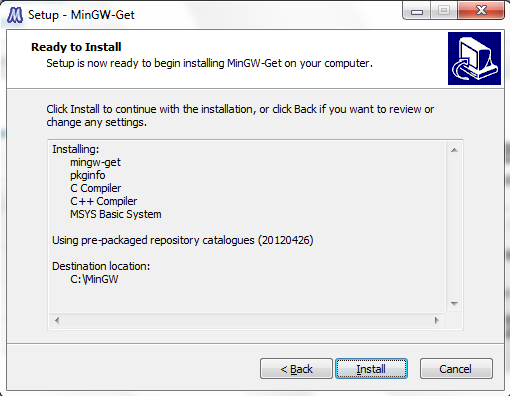 Setup - MinGW-Get
Ready to Install
Setup is now ready to begin installing MinGW-Get on your computer.
Click Install to continue with the installation, or click Back if you want to review or
change any settings.
Installing:
mingw-get
pkginfo
C Compiler
C++ Compiler
MSYS Basic System
Using pre-packaged repository catalogues (20120426)
Destination location:
C:\MinGW
< Back
Install
Cancel